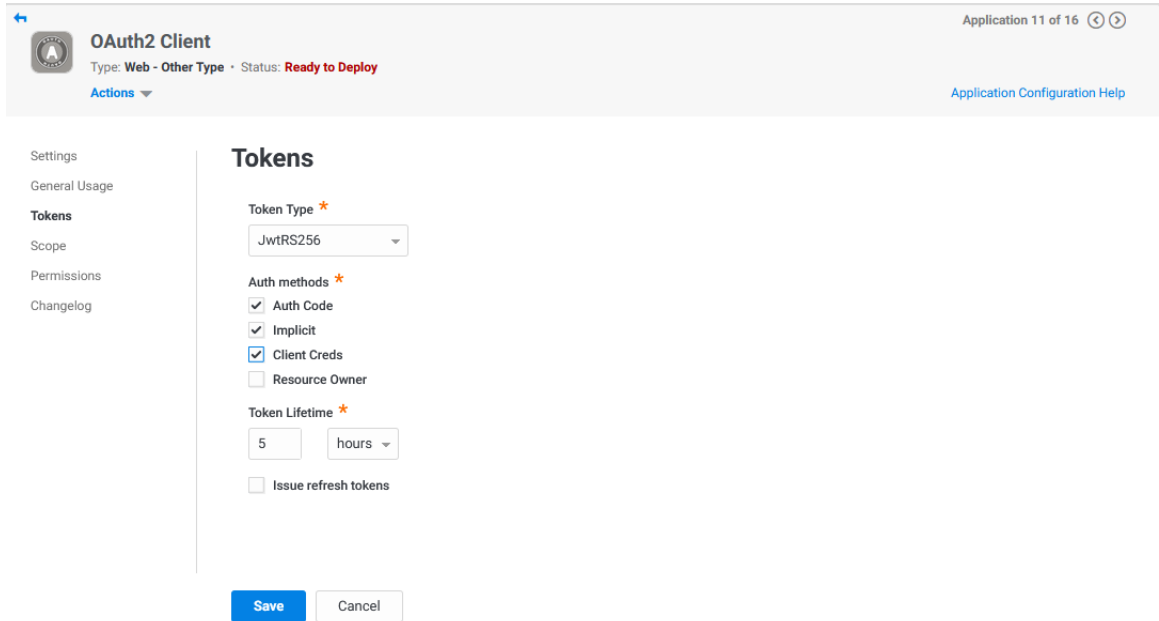 Application 11 of 16
OAuth2 Client
Type: Web - Other Type • Status: Ready to Deploy
Actions
Application Configuration Help
Settings
General Usage
Tokens
Scope
Permissions
Changelog
Tokens
Token Type *
JwtRS256
Auth methods *
Auth Code
Implicit
Client Creds
Resource Owner
Token Lifetime *
5 hours
Issue refresh tokens
Save Cancel